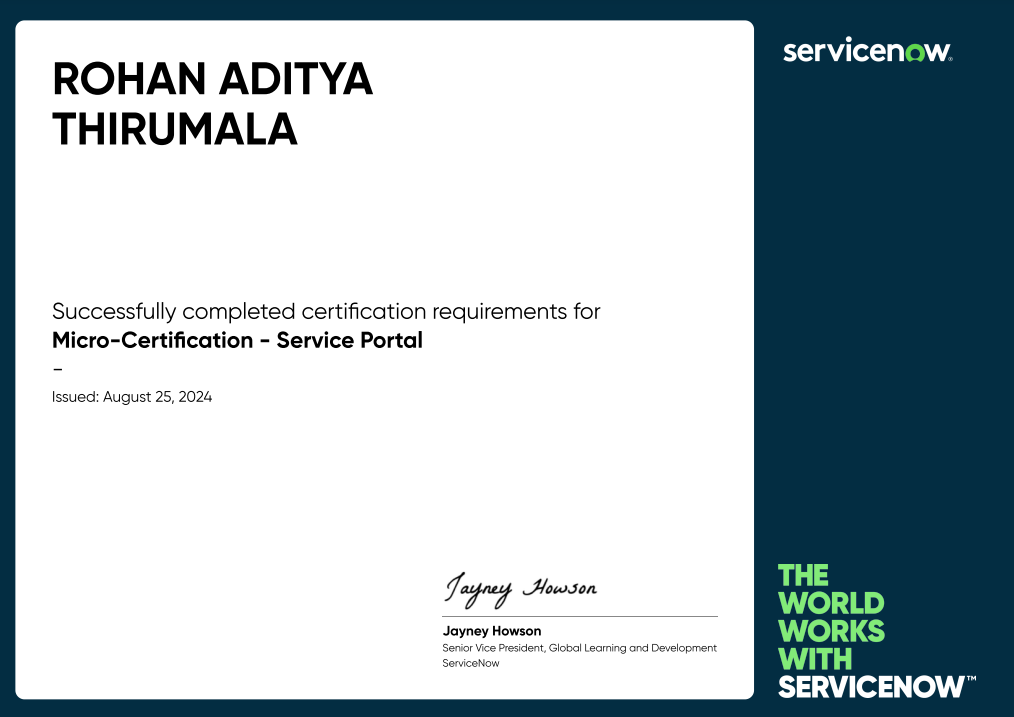 ROHAN ADITYA
THIRUMALA
servicenow®
Successfully completed certification requirements for
Micro-Certification - Service Portal
–
Issued: August 25, 2024
Jayney Howson
Jayney Howson
Senior Vice President, Global Learning and Development
ServiceNow
THE
WORLD
WORKS
WITH
SERVICENOW™